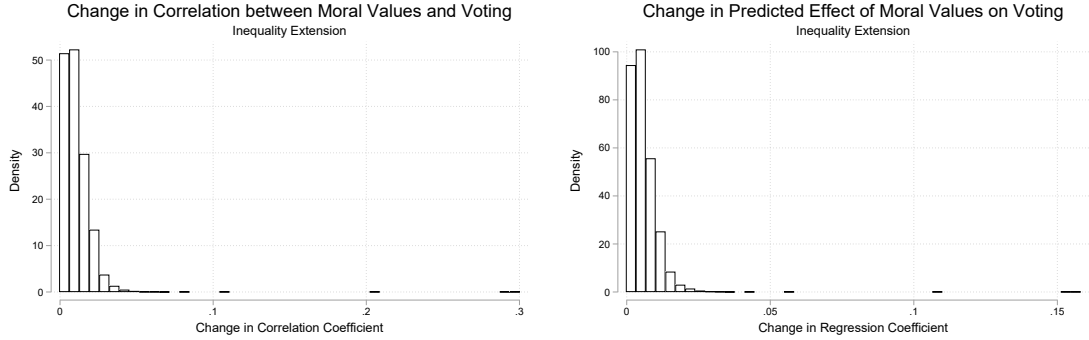 Change in Correlation between Moral Values and Voting
Inequality Extension
50
40
30
20
10
0
Density
0
.1
.2
.3
Change in Correlation Coefficient
Change in Predicted Effect of Moral Values on Voting
Inequality Extension
100
80
60
40
20
0
Density
0
.05
.1
.15
Change in Regression Coefficient